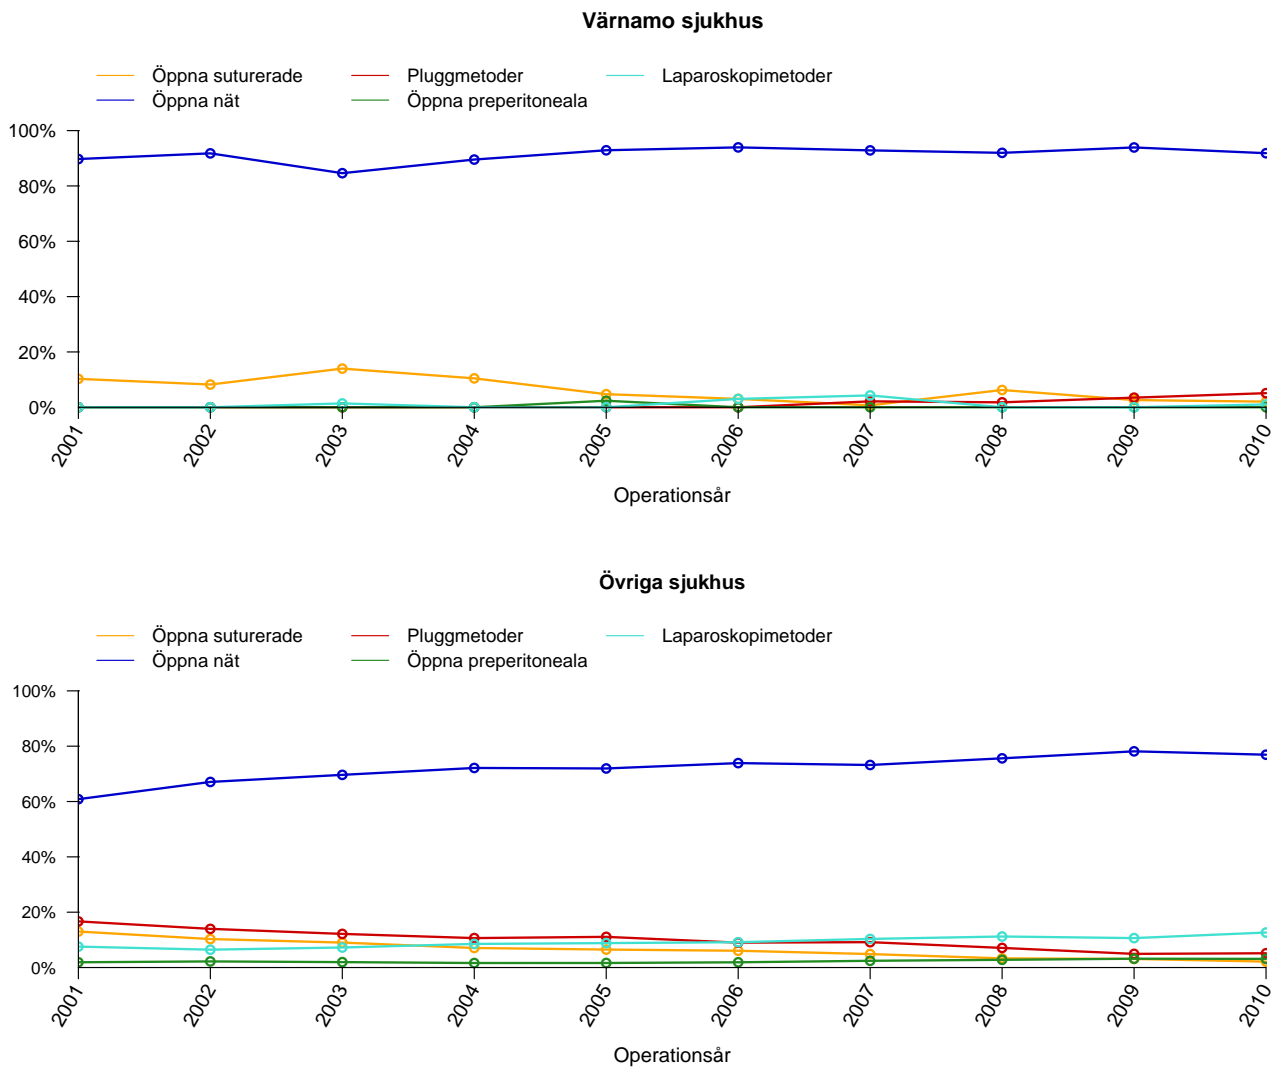 Värnamo sjukhus
Öppna suturerade Pluggmetoder Laparoskopimetoder
Öppna nät Öppna preperitoneala
100%
80%
60%
40%
20%
0%
2001 2002 2003 2004 2005 2006 2007 2008 2009 2010
Operationsår
Övriga sjukhus
Öppna suturerade Pluggmetoder Laparoskopimetoder
Öppna nät Öppna preperitoneala
100%
80%
60%
40%
20%
0%
2001 2002 2003 2004 2005 2006 2007 2008 2009 2010
Operationsår